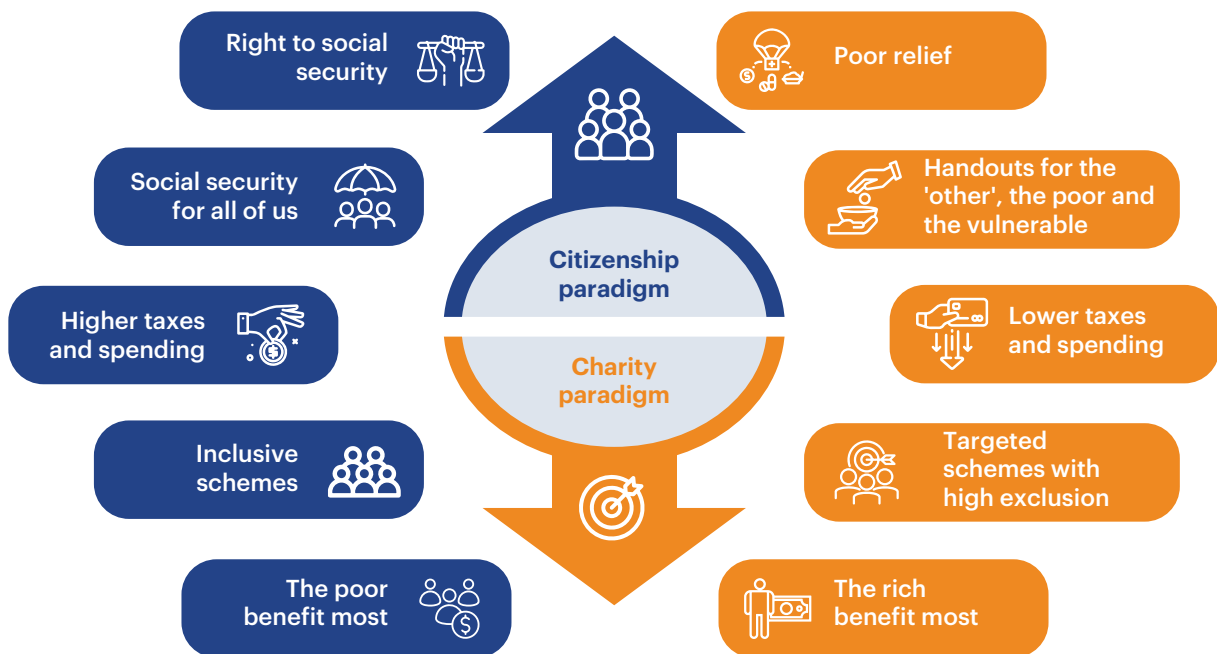 Right to social
security
Poor relief
Social security
for all of us
Handouts for the
'other', the poor and
the vulnerable
Citizenship
paradigm
Higher taxes
and spending
Lower taxes
and spending
Charity
paradigm
Inclusive
schemes
Targeted
schemes with
high exclusion
The poor
benefit most
The rich
benefit most